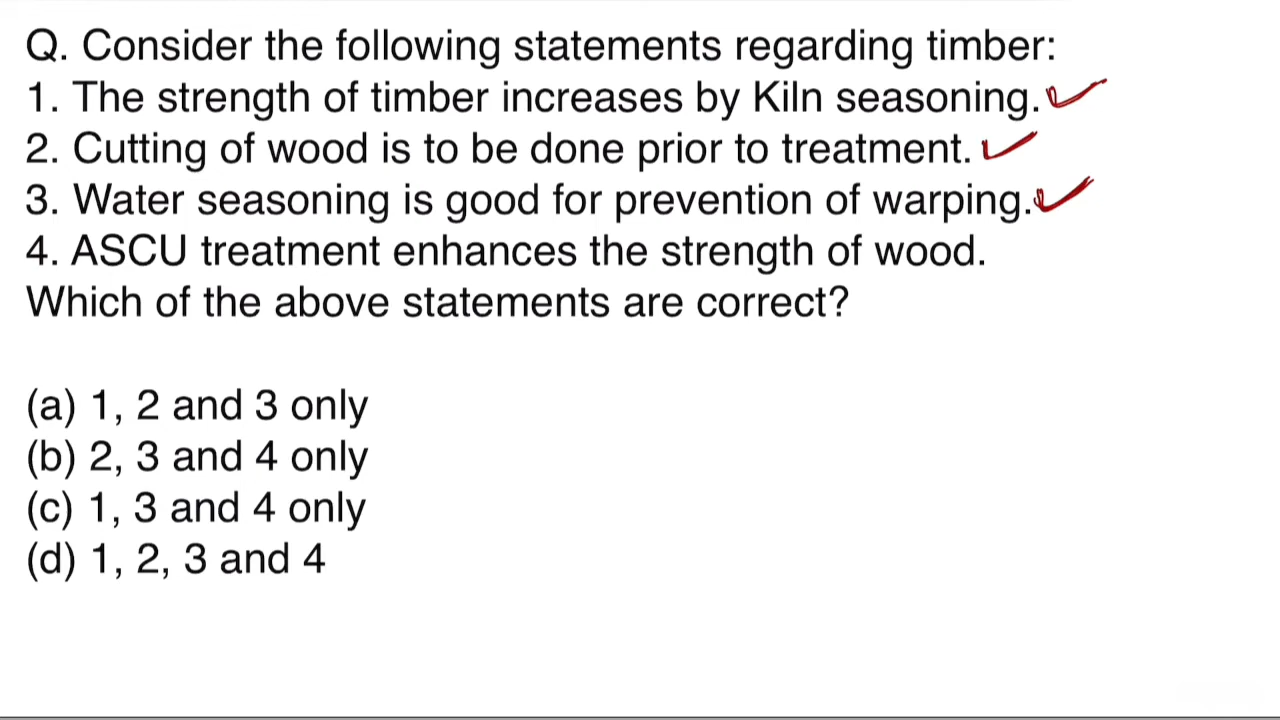 Q. Consider the following statements regarding timber:
1. The strength of timber increases by Kiln seasoning.
2. Cutting of wood is to be done prior to treatment.
3. Water seasoning is good for prevention of warping.
4. ASCU treatment enhances the strength of wood.
Which of the above statements are correct?
(a) 1, 2 and 3 only
(b) 2, 3 and 4 only
(c) 1, 3 and 4 only
(d) 1, 2, 3 and 4